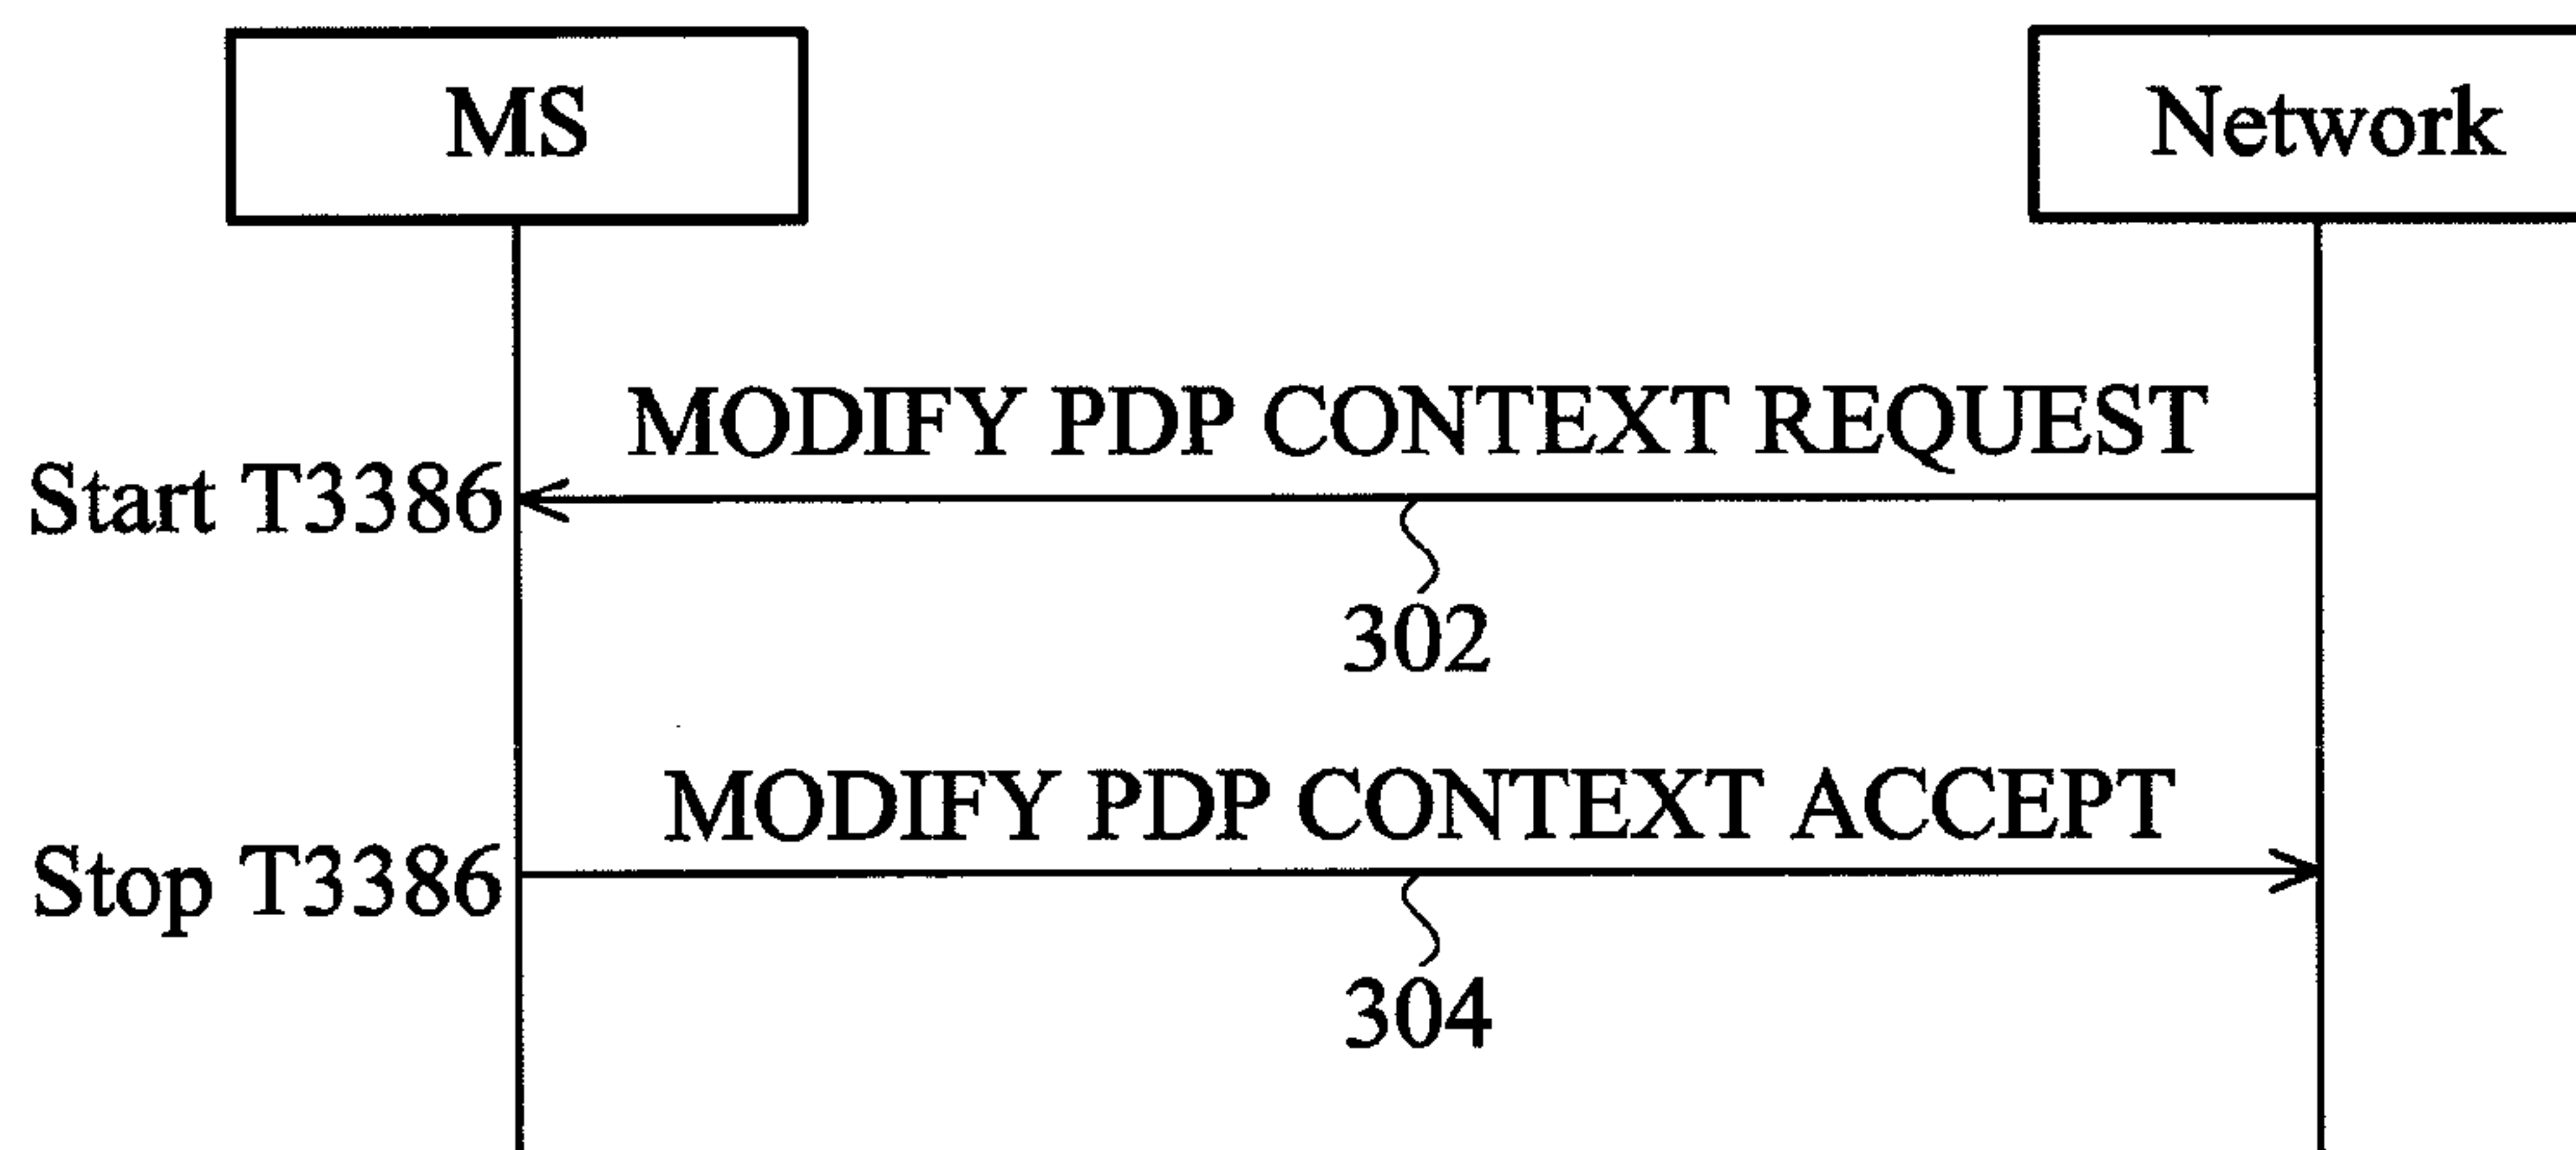 MS
Network
MODIFY PDP CONTEXT REQUEST
Start T3386
302
MODIFY PDP CONTEXT ACCEPT
Stop T3386
304